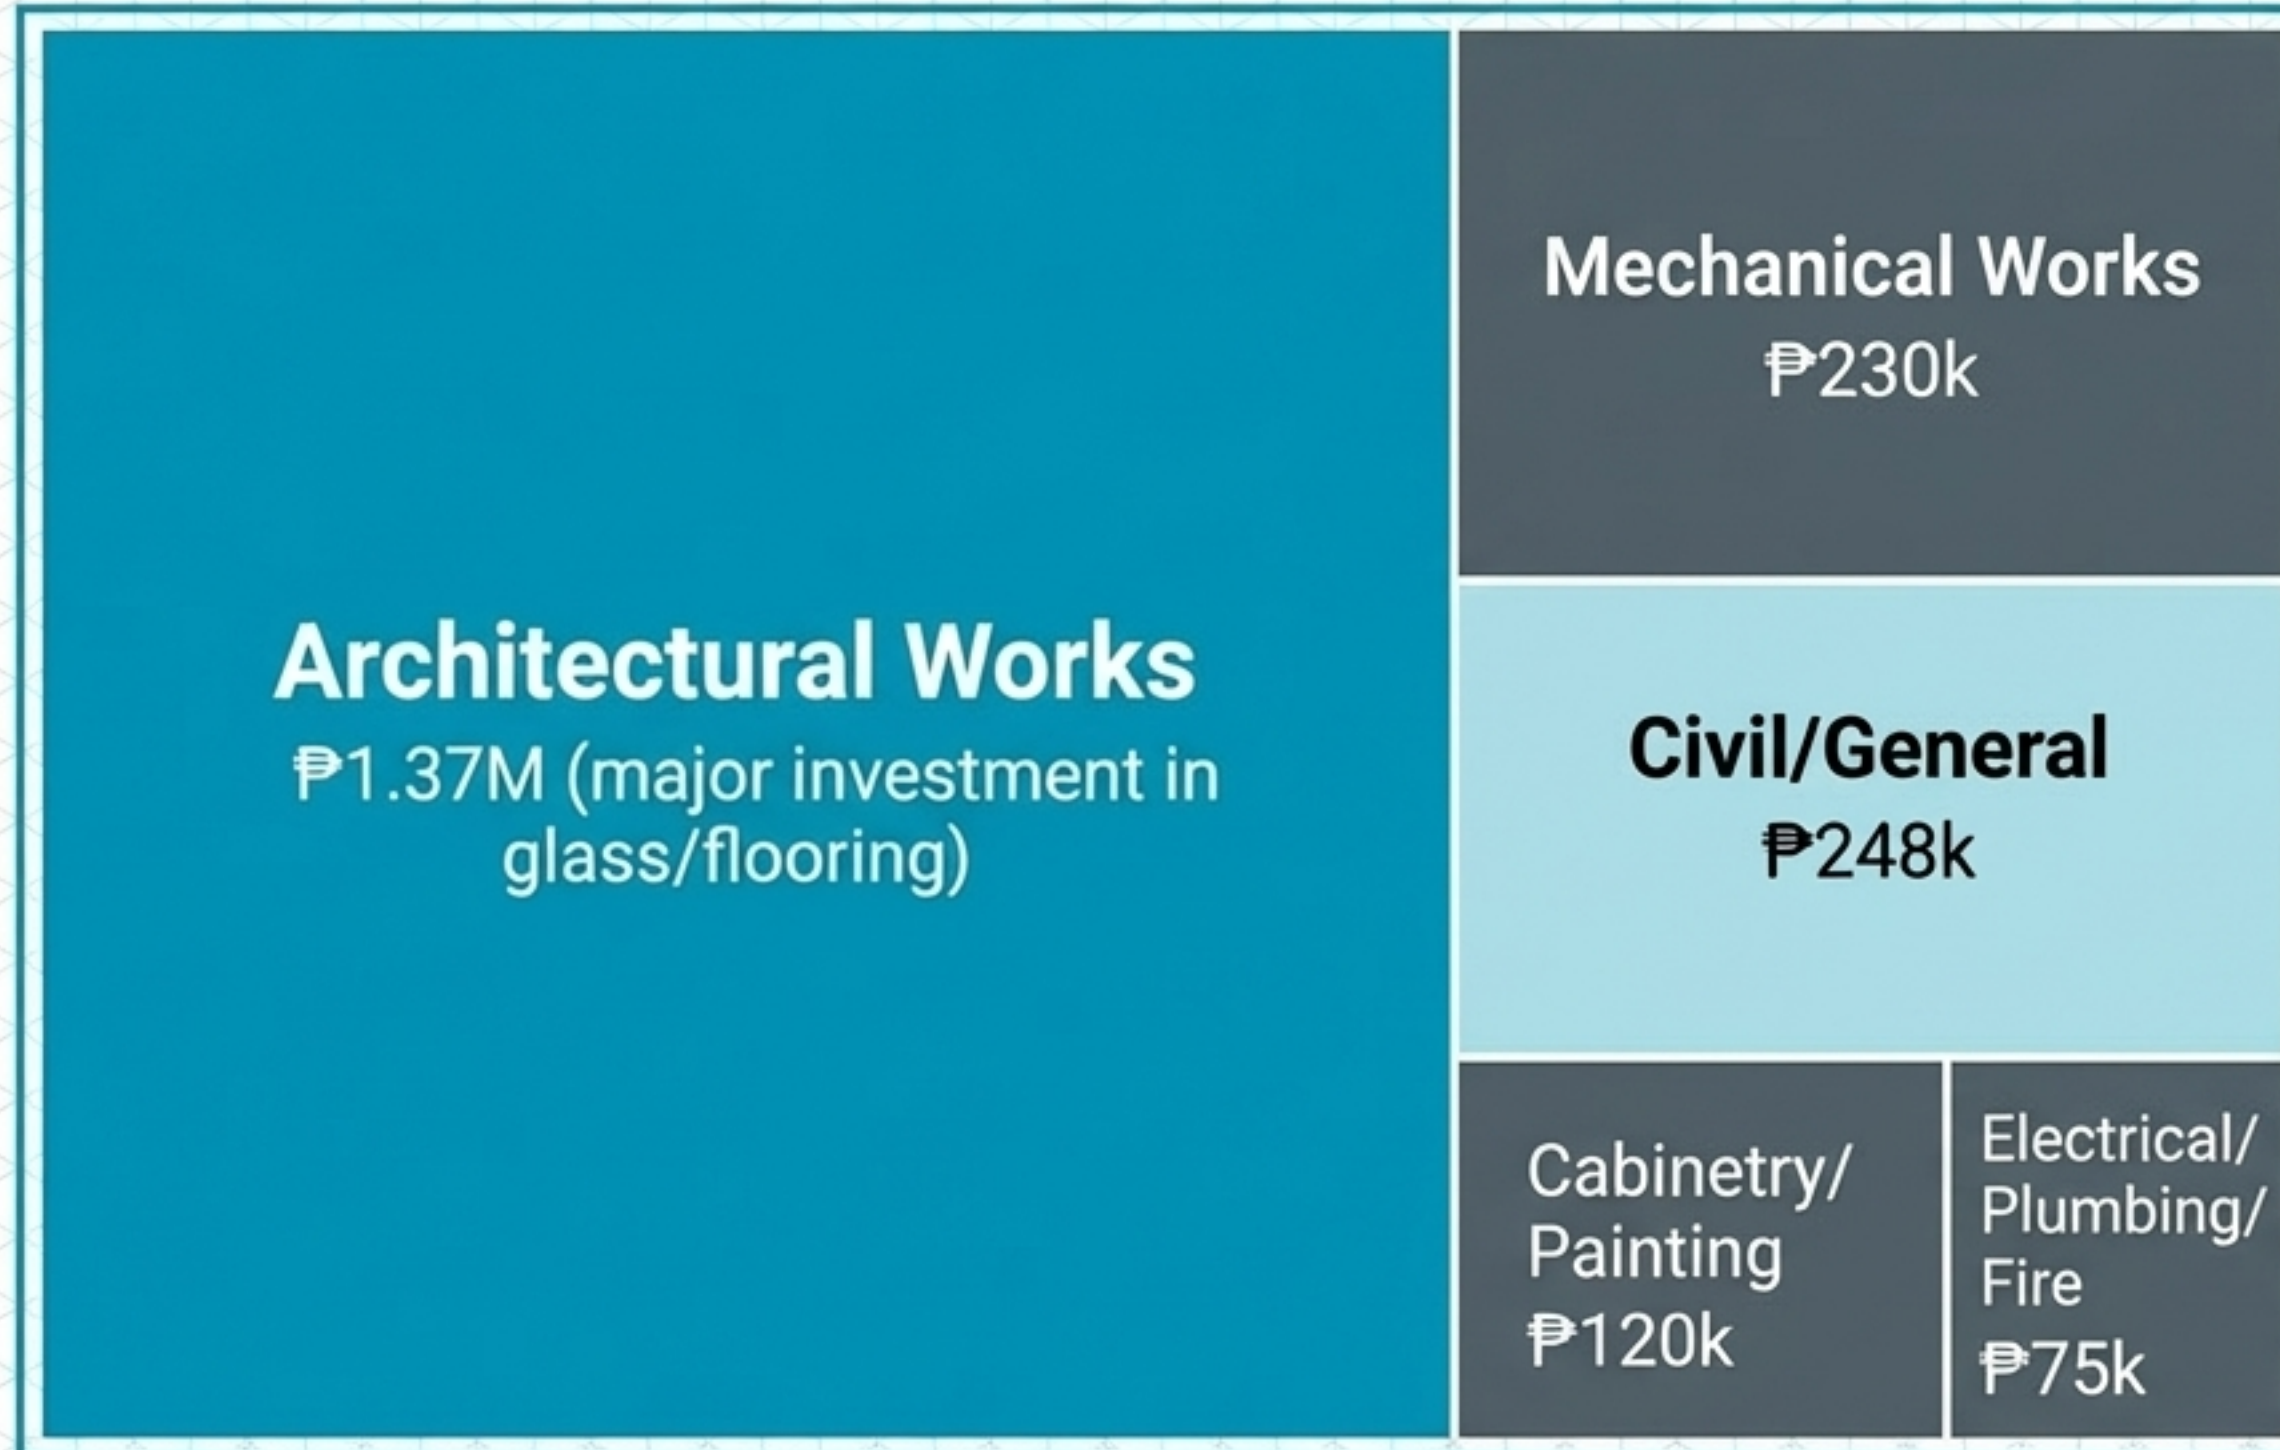 Architectural Works
₱1.37M (major investment in
glass/flooring)
Mechanical Works
₱230k
Civil/General
₱248k
Cabinetry/
Painting
₱120k
Electrical/
Plumbing/
Fire
₱75k